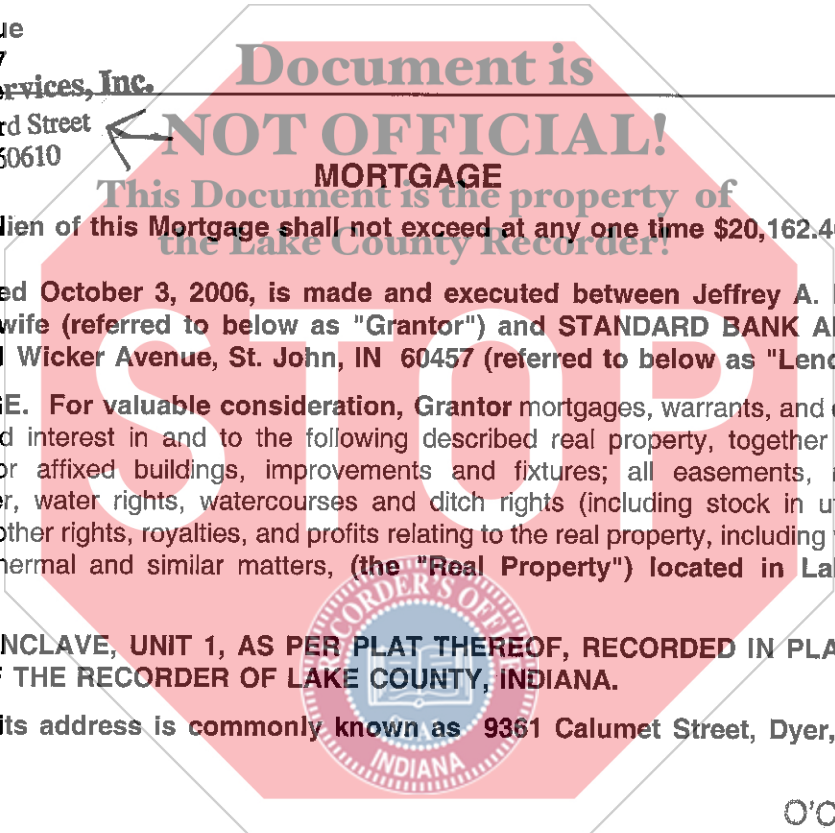 ue
7
ervices, Inc.
rd Street
60610
Document is
NOT OFFICIAL!
MORTGAGE
This Document is the property of
the Lake County Recorder!
lien of this Mortgage shall not exceed at any one time $20,162.4
ed October 3, 2006, is made and executed between Jeffrey A.
wife (referred to below as "Grantor") and STANDARD BANK A
Wicker Avenue, St. John, IN 60457 (referred to below as "Lend
GE. For valuable consideration, Grantor mortgages, warrants, and
d interest in and to the following described real property, together
or affixed buildings, improvements and fixtures; all easements,
er, water rights, watercourses and ditch rights (including stock in u
other rights, royalties, and profits relating to the real property, including
hermal and similar matters, (the "Real Property") located in La
NCLAVE, UNIT 1, AS PER PLAT THEREOF, RECORDED IN PLA
F THE RECORDER OF LAKE COUNTY, INDIANA.
its address is commonly known as 9361 Calumet Street, Dyer,
O'C
STOP
RECORDER'S OFFI
INDIANA